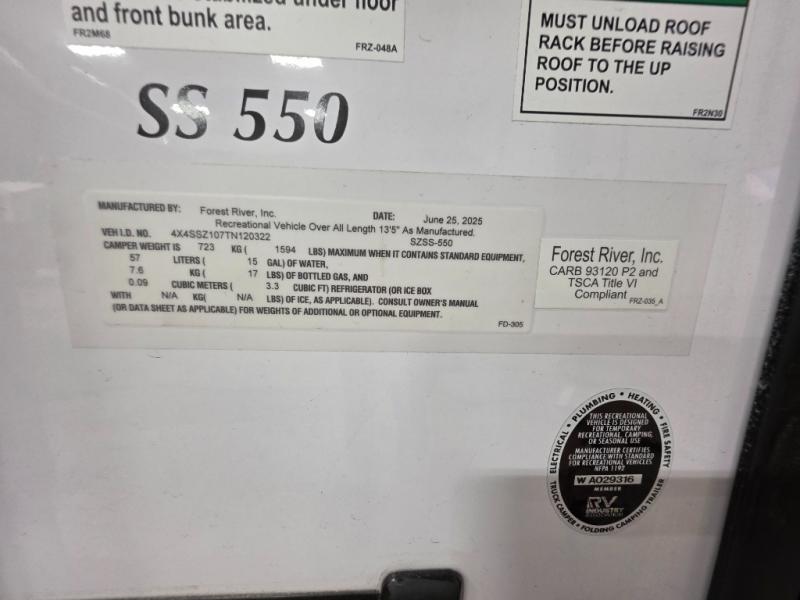 under floor
and front bunk area.
FR2M68
FRZ-048A
MUST UNLOAD ROOF
RACK BEFORE RAISING
ROOF TO THE UP
POSITION.
FR2N30
SS 550
MANUFACTURED BY: Forest River, Inc. DATE: June 25, 2025
Recreational Vehicle Over All Length 13'5" As Manufactured.
VEH I.D. NO. 4X4SSZ107TN120322 SZSS-550
CAMPER WEIGHT IS 723 KG ( 1594 LBS) MAXIMUM WHEN IT CONTAINS STANDARD EQUIPMENT,
57 LITERS ( 15 GAL) OF WATER,
7.6 KG ( 17 LBS) OF BOTTLED GAS, AND
0.09 CUBIC METERS ( 3.3 CUBIC FT) REFRIGERATOR (OR ICE BOX
WITH N/A KG( N/A LBS) OF ICE, AS APPLICABLE). CONSULT OWNER'S MANUAL
(OR DATA SHEET AS APPLICABLE) FOR WEIGHTS OF ADDITIONAL OR OPTIONAL EQUIPMENT.
FD-305
Forest River, Inc.
CARB 93120 P2 and
TSCA Title VI
Compliant
FRZ-035_A
ELECTRICAL • PLUMBING • HEATING • FIRE SAFETY
THIS RECREATIONAL
VEHICLE IS DESIGNED
FOR TEMPORARY
RECREATIONAL, CAMPING,
OR SEASONAL USE
MANUFACTURER CERTIFIES
COMPLIANCE WITH STANDARD
FOR RECREATIONAL VEHICLES
NFPA 1192
W A029316
MEMBER
RV
INDUSTRY
ASSOCIATION
TRUCK CAMPER • FOLDING CAMPING TRAILER